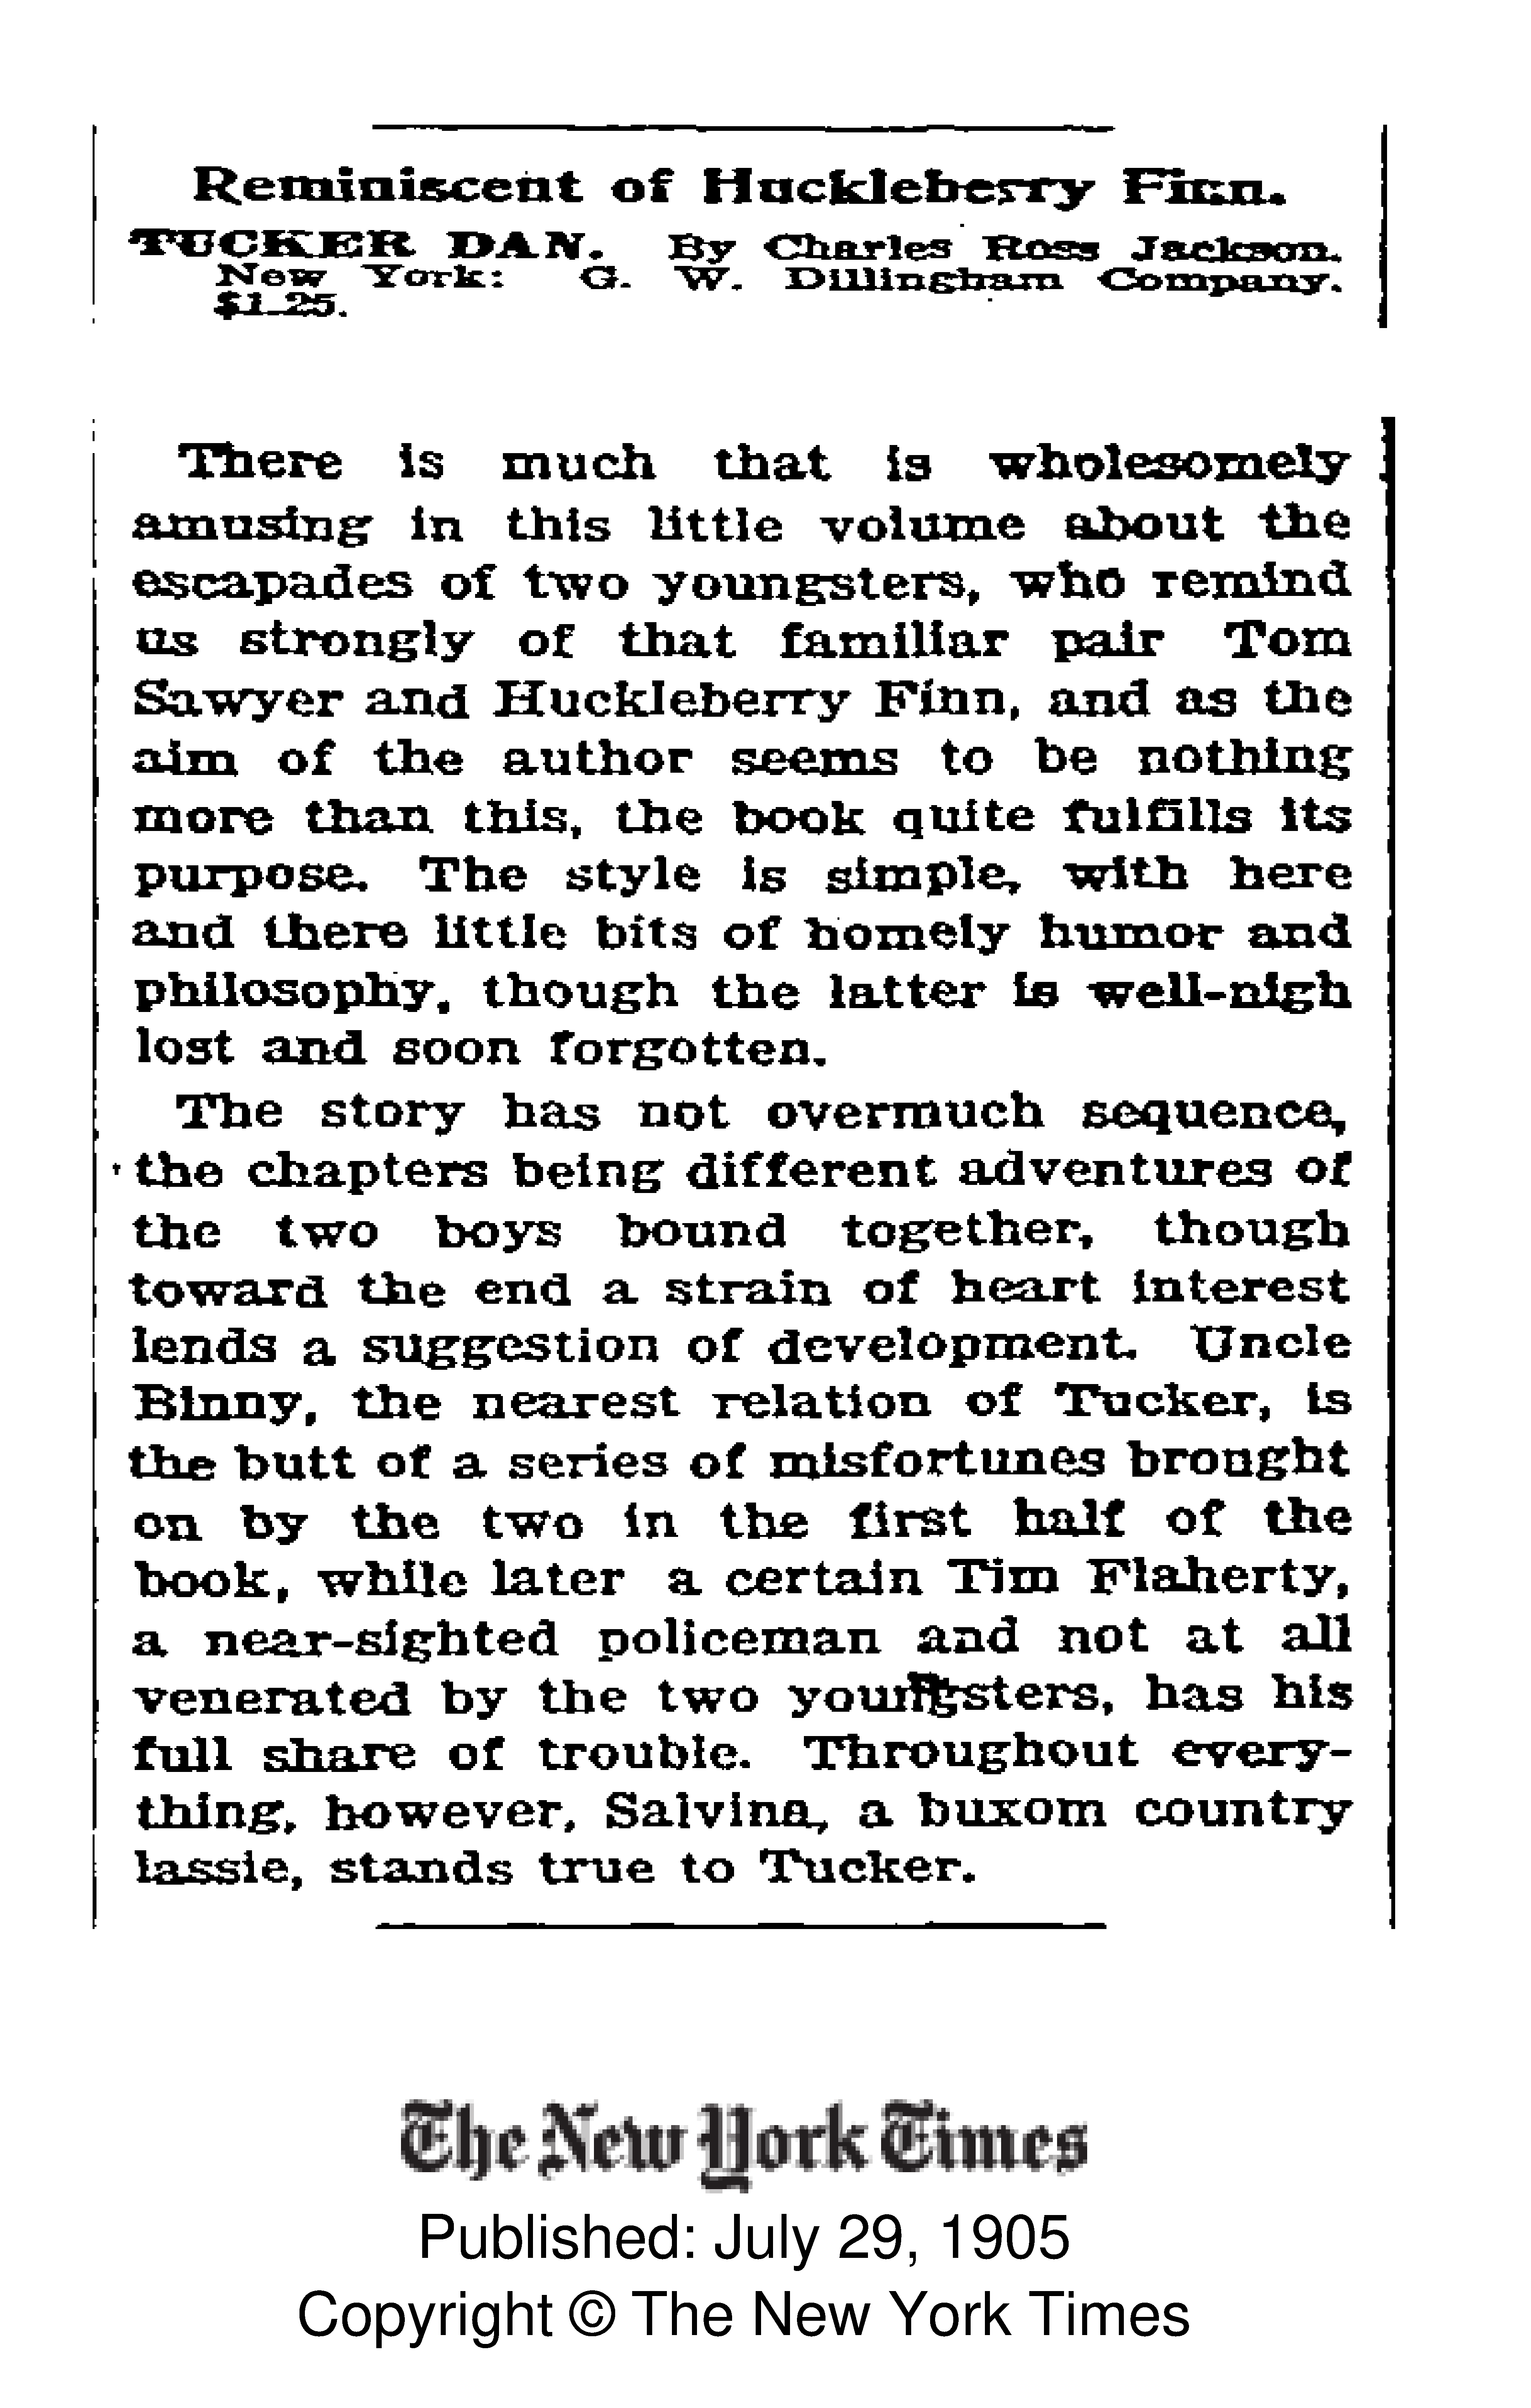 Reminiscent of Huckleberry Finn.
TUCKER DAN. By Charles Ross Jackson.
New York: G. W. Dillingham Company.
$1.25.
There is much that is wholesomely
amusing in this little volume about the
escapades of two youngsters, who remind
us strongly of that familiar pair Tom
Sawyer and Huckleberry Finn, and as the
aim of the author seems to be nothing
more than this, the book quite fulfills its
purpose. The style is simple, with here
and there little bits of homely humor and
philosophy, though the latter is well-nigh
lost and soon forgotten.
The story has not overmuch sequence,
the chapters being different adventures of
the two boys bound together, though
toward the end a strain of heart interest
lends a suggestion of development. Uncle
Binny, the nearest relation of Tucker, is
the butt of a series of misfortunes brought
on by the two in the first half of the
book, while later a certain Tim Flaherty,
a near-sighted policeman and not at all
venerated by the two youngsters, has his
full share of trouble. Throughout every-
thing, however, Salvina, a buxom country
lassie, stands true to Tucker.
The New York Times
Published: July 29, 1905
Copyright © The New York Times